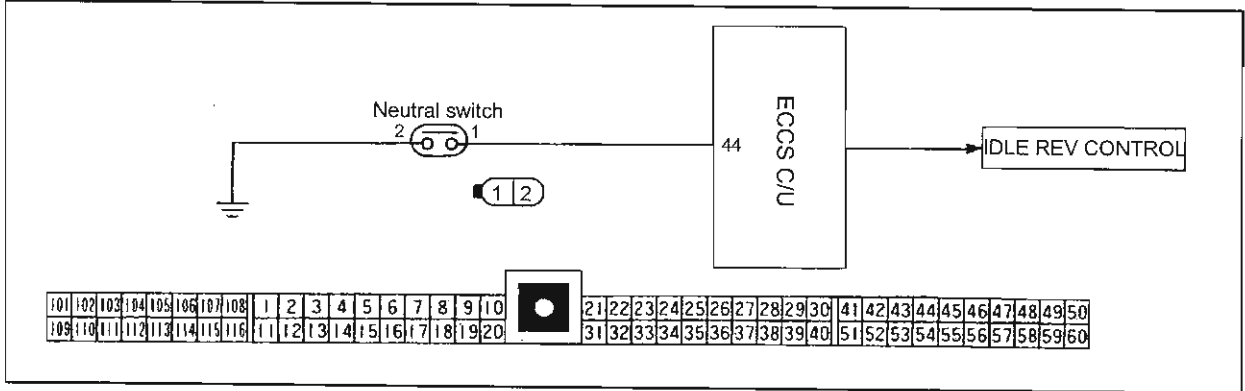 Neutral switch
2 1
44
ECCS C/U
IDLE REV CONTROL
1 2
101 102 103 104 105 106 107 108 1 2 3 4 5 6 7 8 9 10 21 22 23 24 25 26 27 28 29 30 41 42 43 44 45 46 47 48 49 50
109 110 111 112 113 114 115 116 11 12 13 14 15 16 17 18 19 20 31 32 33 34 35 36 37 38 39 40 51 52 53 54 55 56 57 58 59 60